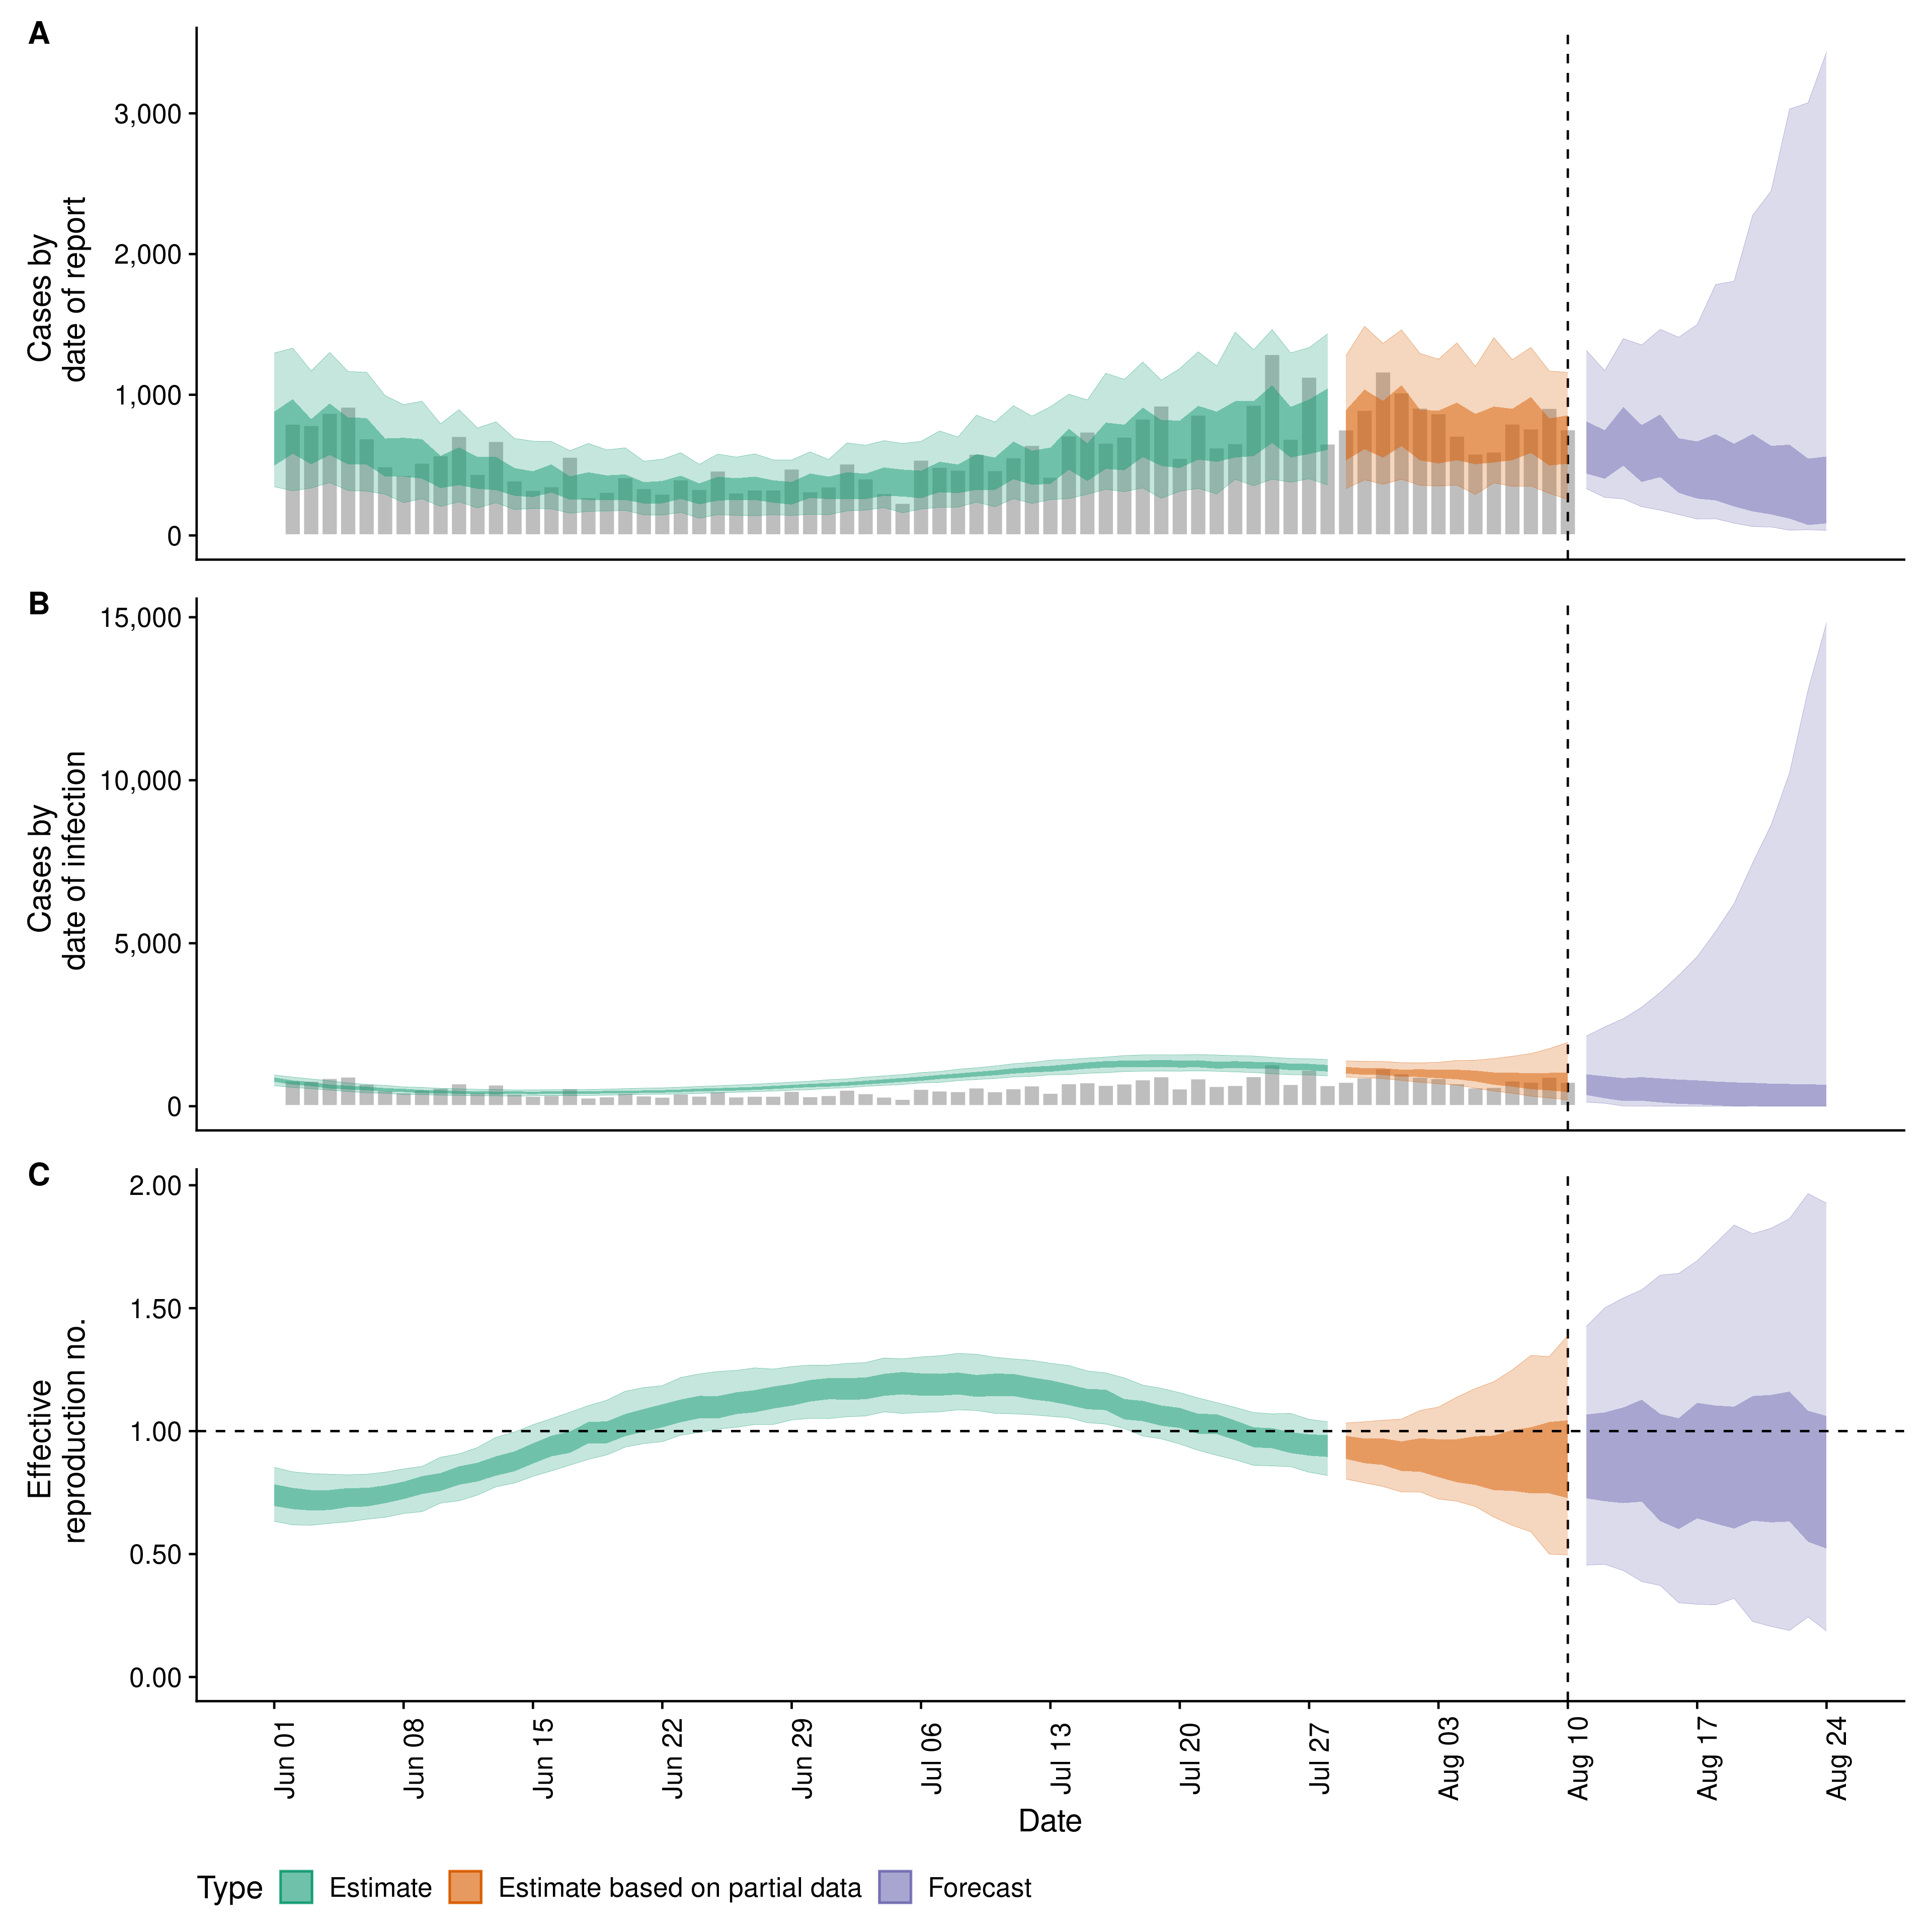 A
Cases by
date of report
3,000
2,000
1,000
0
B
Cases by
date of infection
15,000
10,000
5,000
0
C
Effective
reproduction no.
2.00
1.50
1.00
0.50
0.00
Jun 01
Jun 08
Jun 15
Jun 22
Jun 29
Jul 06
Jul 13
Jul 20
Jul 27
Aug 03
Aug 10
Aug 17
Aug 24
Date
Type Estimate Estimate based on partial data Forecast